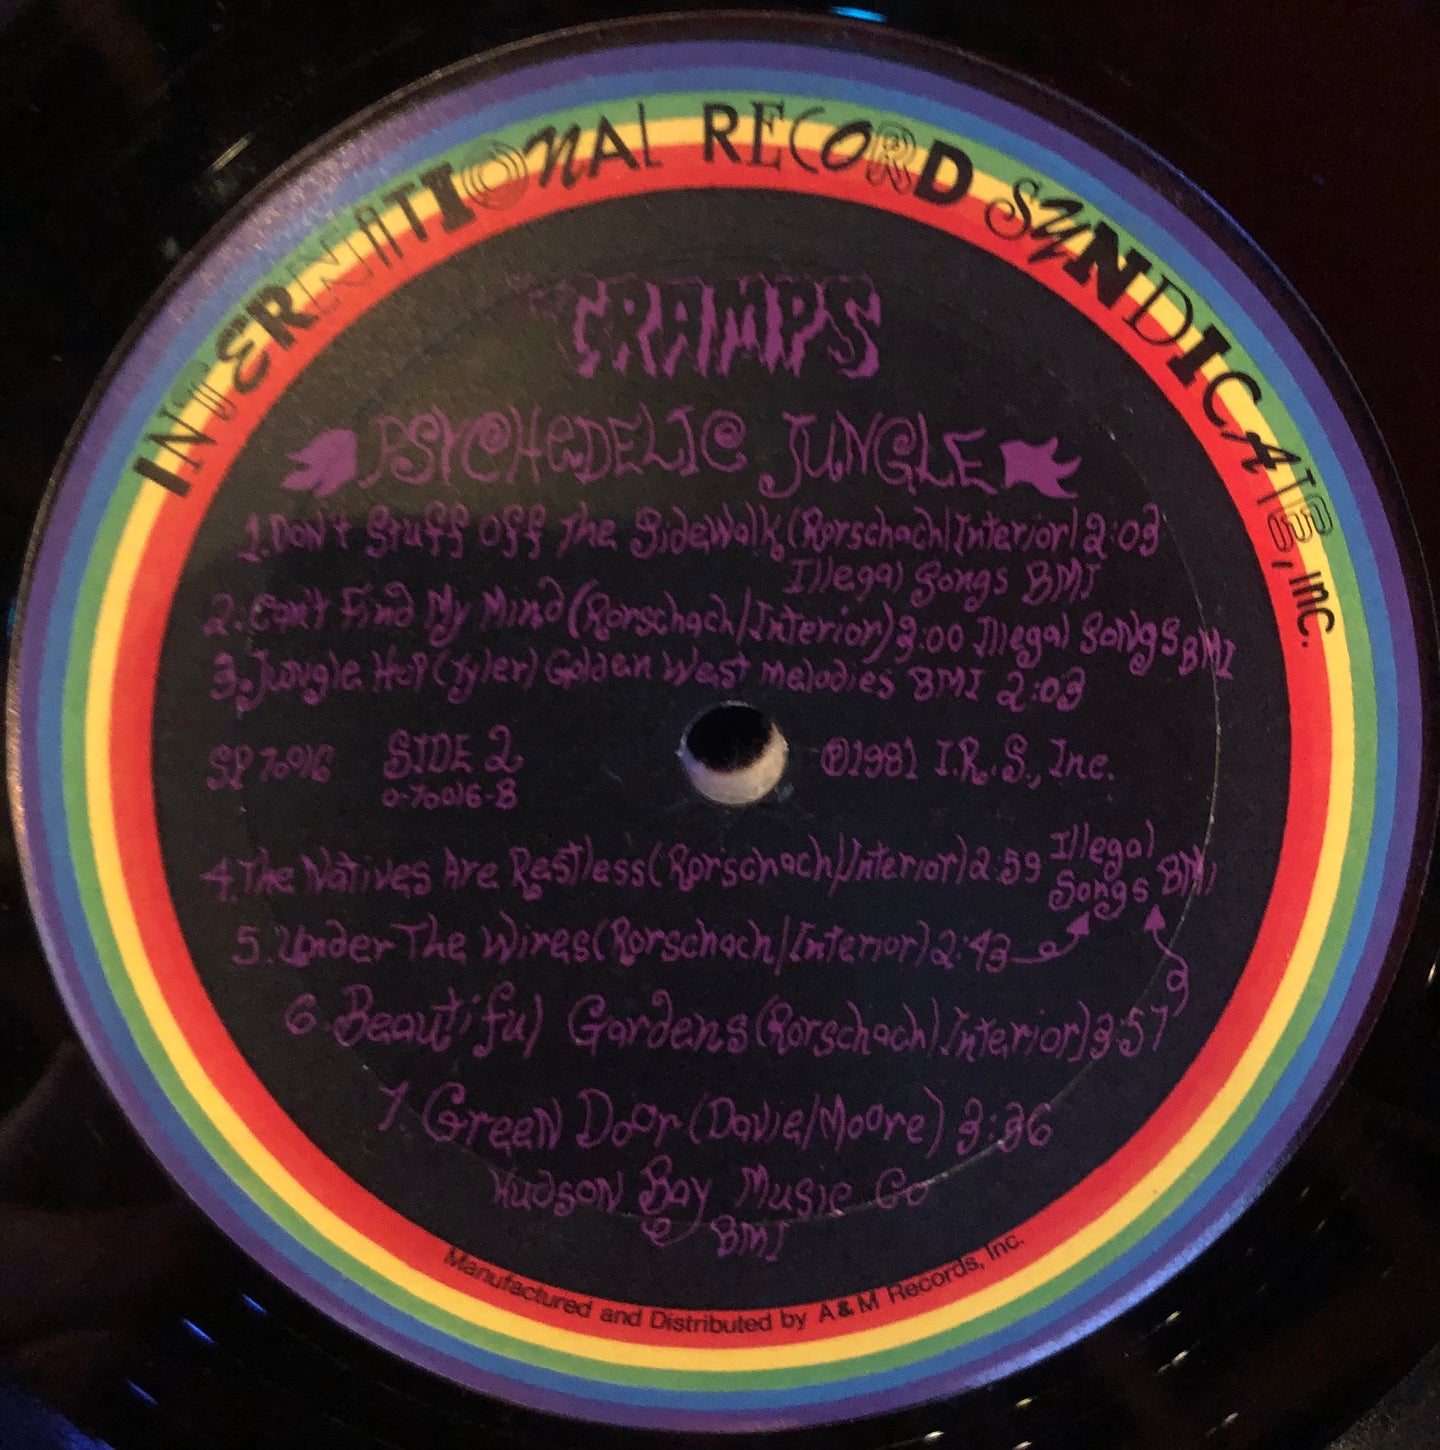 INTERNATIONAL RECORD SYNDICATE, INC.
THE CRAMPS
PSYCHEDELIC JUNGLE
1. Don't Stuff Off The Sidewalk (Rorschach/Interior) 2:03
Illegal Songs BMI
2. Can't Find My Mind (Rorschach/Interior) 3:00 Illegal Songs BMI
3. Jungle Hop (Tyler) Golden West Melodies BMI 2:03
SP 70016 SIDE 2 ℗1981 I.R.S., Inc.
0-70016-B
4. The Natives Are Restless (Rorschach/Interior) 2:59 Illegal Songs BMI
5. Under The Wires (Rorschach/Interior) 2:43
6. Beautiful Gardens (Rorschach/Interior) 3:57
7. Green Door (Davie/Moore) 3:36
Hudson Bay Music Co
BMI
Manufactured and Distributed by A&M Records, Inc.